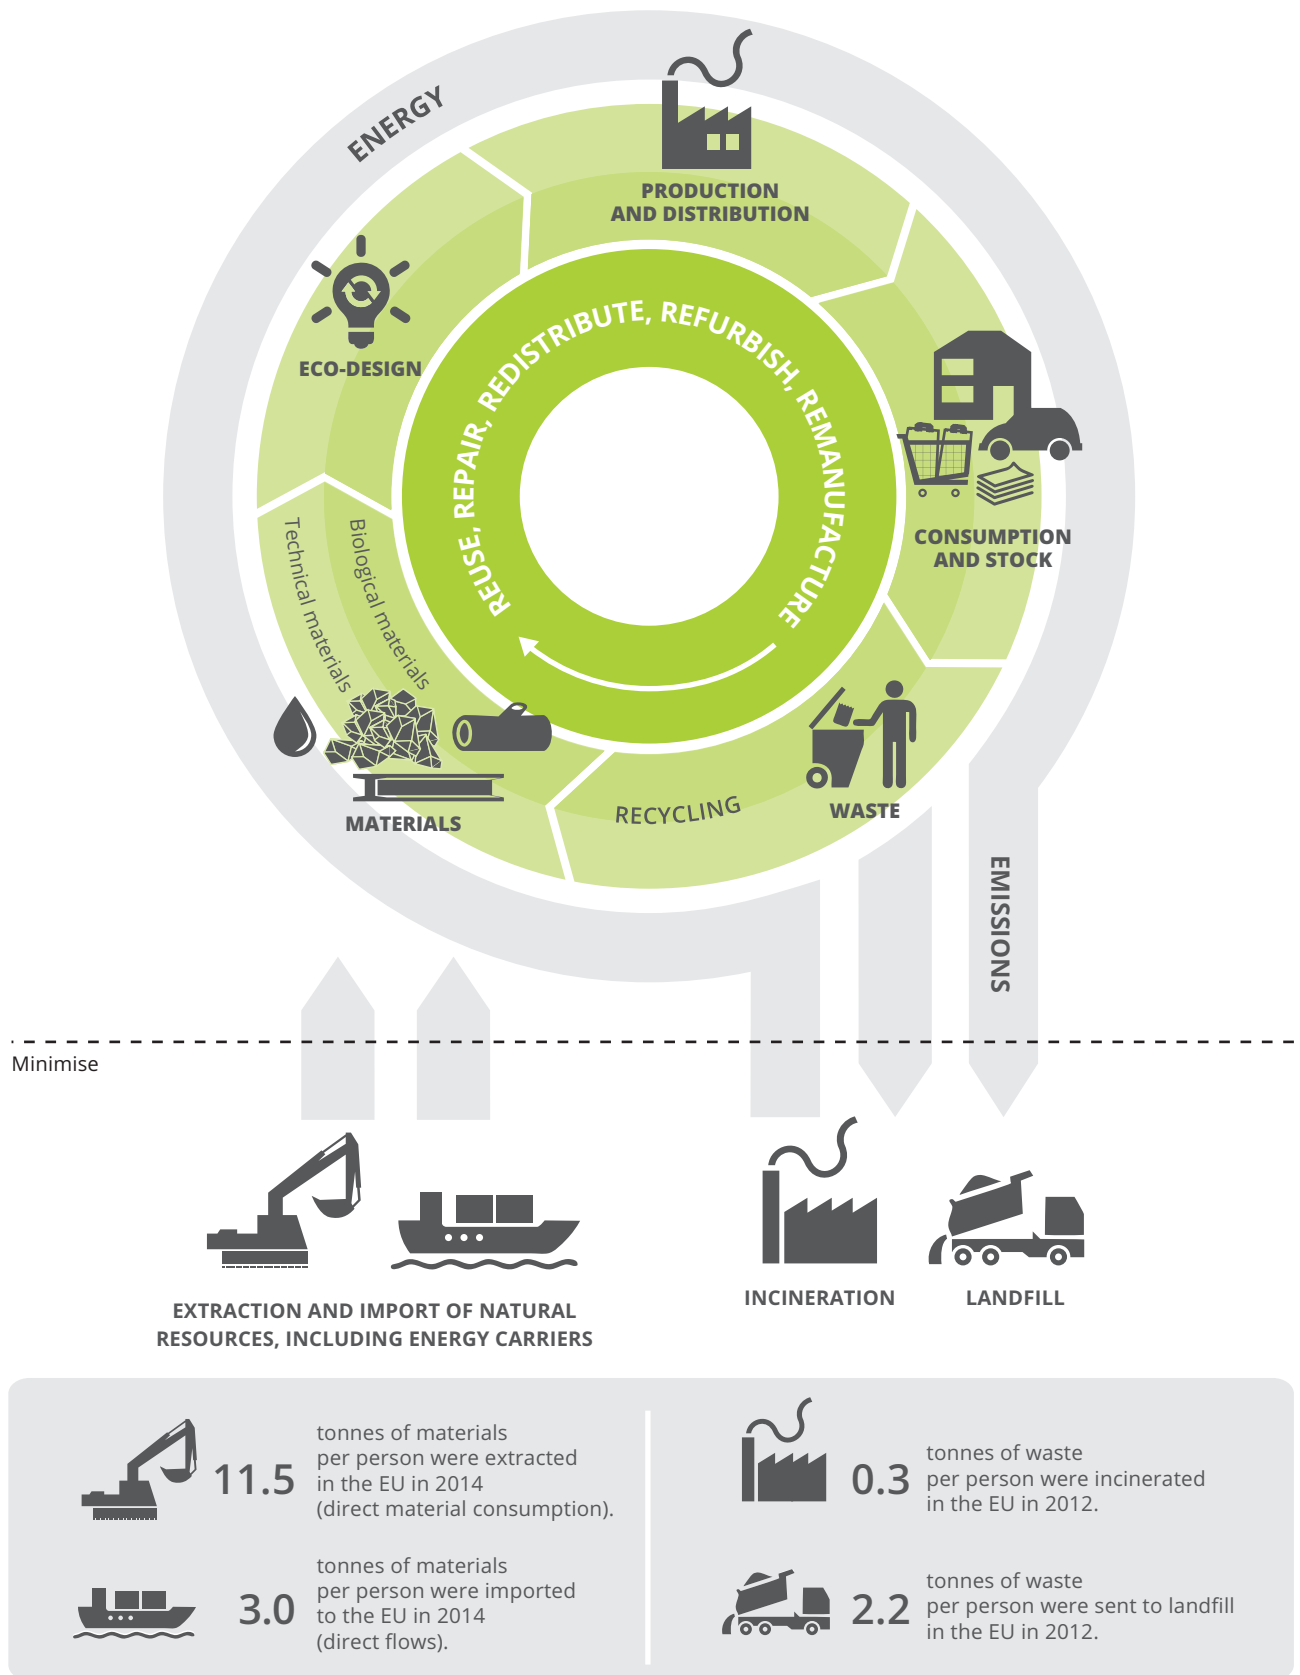 ENERGY
PRODUCTION
AND DISTRIBUTION
ECO-DESIGN
REUSE, REPAIR, REDISTRIBUTE, REFURBISH, REMANUFACTURE
CONSUMPTION
AND STOCK
Technical materials
Biological materials
MATERIALS
RECYCLING
WASTE
EMISSIONS
Minimise
EXTRACTION AND IMPORT OF NATURAL
RESOURCES, INCLUDING ENERGY CARRIERS
INCINERATION
LANDFILL
11.5
tonnes of materials
per person were extracted
in the EU in 2014
(direct material consumption).
3.0
tonnes of materials
per person were imported
to the EU in 2014
(direct flows).
0.3
tonnes of waste
per person were incinerated
in the EU in 2012.
2.2
tonnes of waste
per person were sent to landfill
in the EU in 2012.